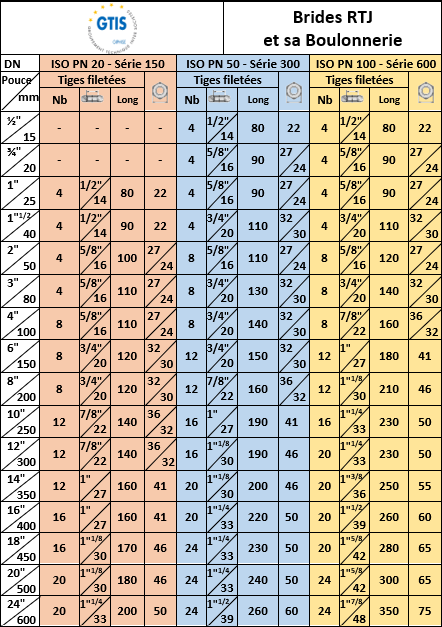 GTIS
Brides RTJ
et sa Boulonnerie
DN ISO PN 20 - Série 150 ISO PN 50 - Série 300 ISO PN 100 - Série 600
Pouce mm Tiges filetées Tiges filetées Tiges filetées
Nb Long Nb Long Nb Long
½" 15 - - - - 4 1/2" 14 80 22 4 1/2" 14 80 22
¾" 20 - - - - 4 5/8" 16 90 27 24 4 5/8" 16 90 27 24
1" 25 4 1/2" 14 80 22 4 5/8" 16 90 27 24 4 5/8" 16 90 27 24
1"1/2 40 4 1/2" 14 90 22 4 3/4" 20 110 32 30 4 3/4" 20 110 32 30
2" 50 4 5/8" 16 100 27 24 8 5/8" 16 110 27 24 8 5/8" 16 120 27 24
3" 80 4 5/8" 16 110 27 24 8 3/4" 20 130 32 30 8 3/4" 20 140 32 30
4" 100 8 5/8" 16 110 27 24 8 3/4" 20 140 32 30 8 7/8" 22 160 36 32
6" 150 8 3/4" 20 120 32 30 12 3/4" 20 150 32 30 12 1" 27 180 41
8" 200 8 3/4" 20 120 32 30 12 7/8" 22 160 36 32 12 1"1/8 30 210 46
10" 250 12 7/8" 22 140 36 32 16 1" 27 190 41 16 1"1/4 33 230 50
12" 300 12 7/8" 22 140 36 32 16 1"1/8 30 190 46 20 1"1/4 33 230 50
14" 350 12 1" 27 160 41 20 1"1/8 30 200 46 20 1"3/8 36 250 55
16" 400 16 1" 27 160 41 20 1"1/4 33 220 50 20 1"1/2 39 260 60
18" 450 16 1"1/8 30 170 46 24 1"1/4 33 230 50 20 1"5/8 42 280 65
20" 500 20 1"1/8 30 180 46 24 1"1/4 33 240 50 24 1"5/8 42 300 65
24" 600 20 1"1/4 33 200 50 24 1"1/2 39 260 60 24 1"7/8 48 350 75